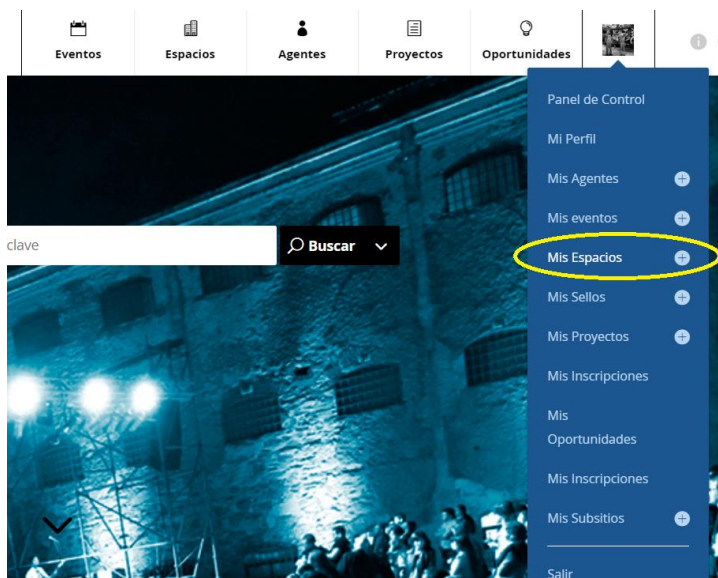 Eventos
Espacios
Agentes
Proyectos
Oportunidades
Panel de Control
Mi Perfil
Mis Agentes
Mis eventos
clave
Buscar
Mis Espacios
Mis Sellos
Mis Proyectos
Mis Inscripciones
Mis
Oportunidades
Mis Inscripciones
Mis Subsitios
Salir